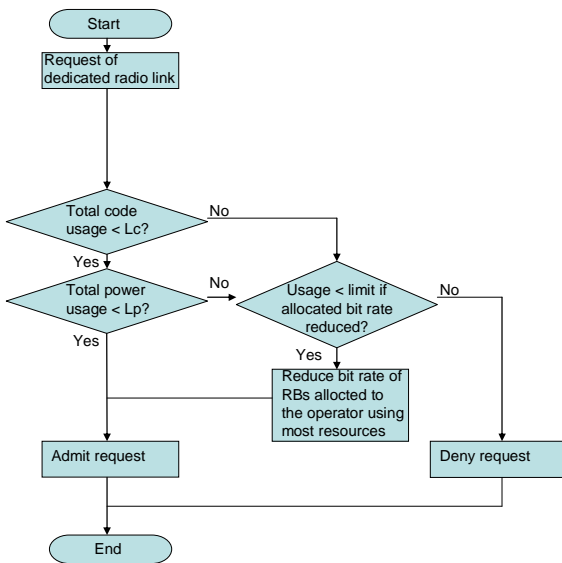 Start
Request of
dedicated radio link
Total code
usage < Lc?
No
Yes
Total power
usage < Lp?
No
Yes
Usage < limit if
allocated bit rate
reduced?
No
Yes
Reduce bit rate of
RBs allocted to
the operator using
most resources
Admit request
Deny request
End